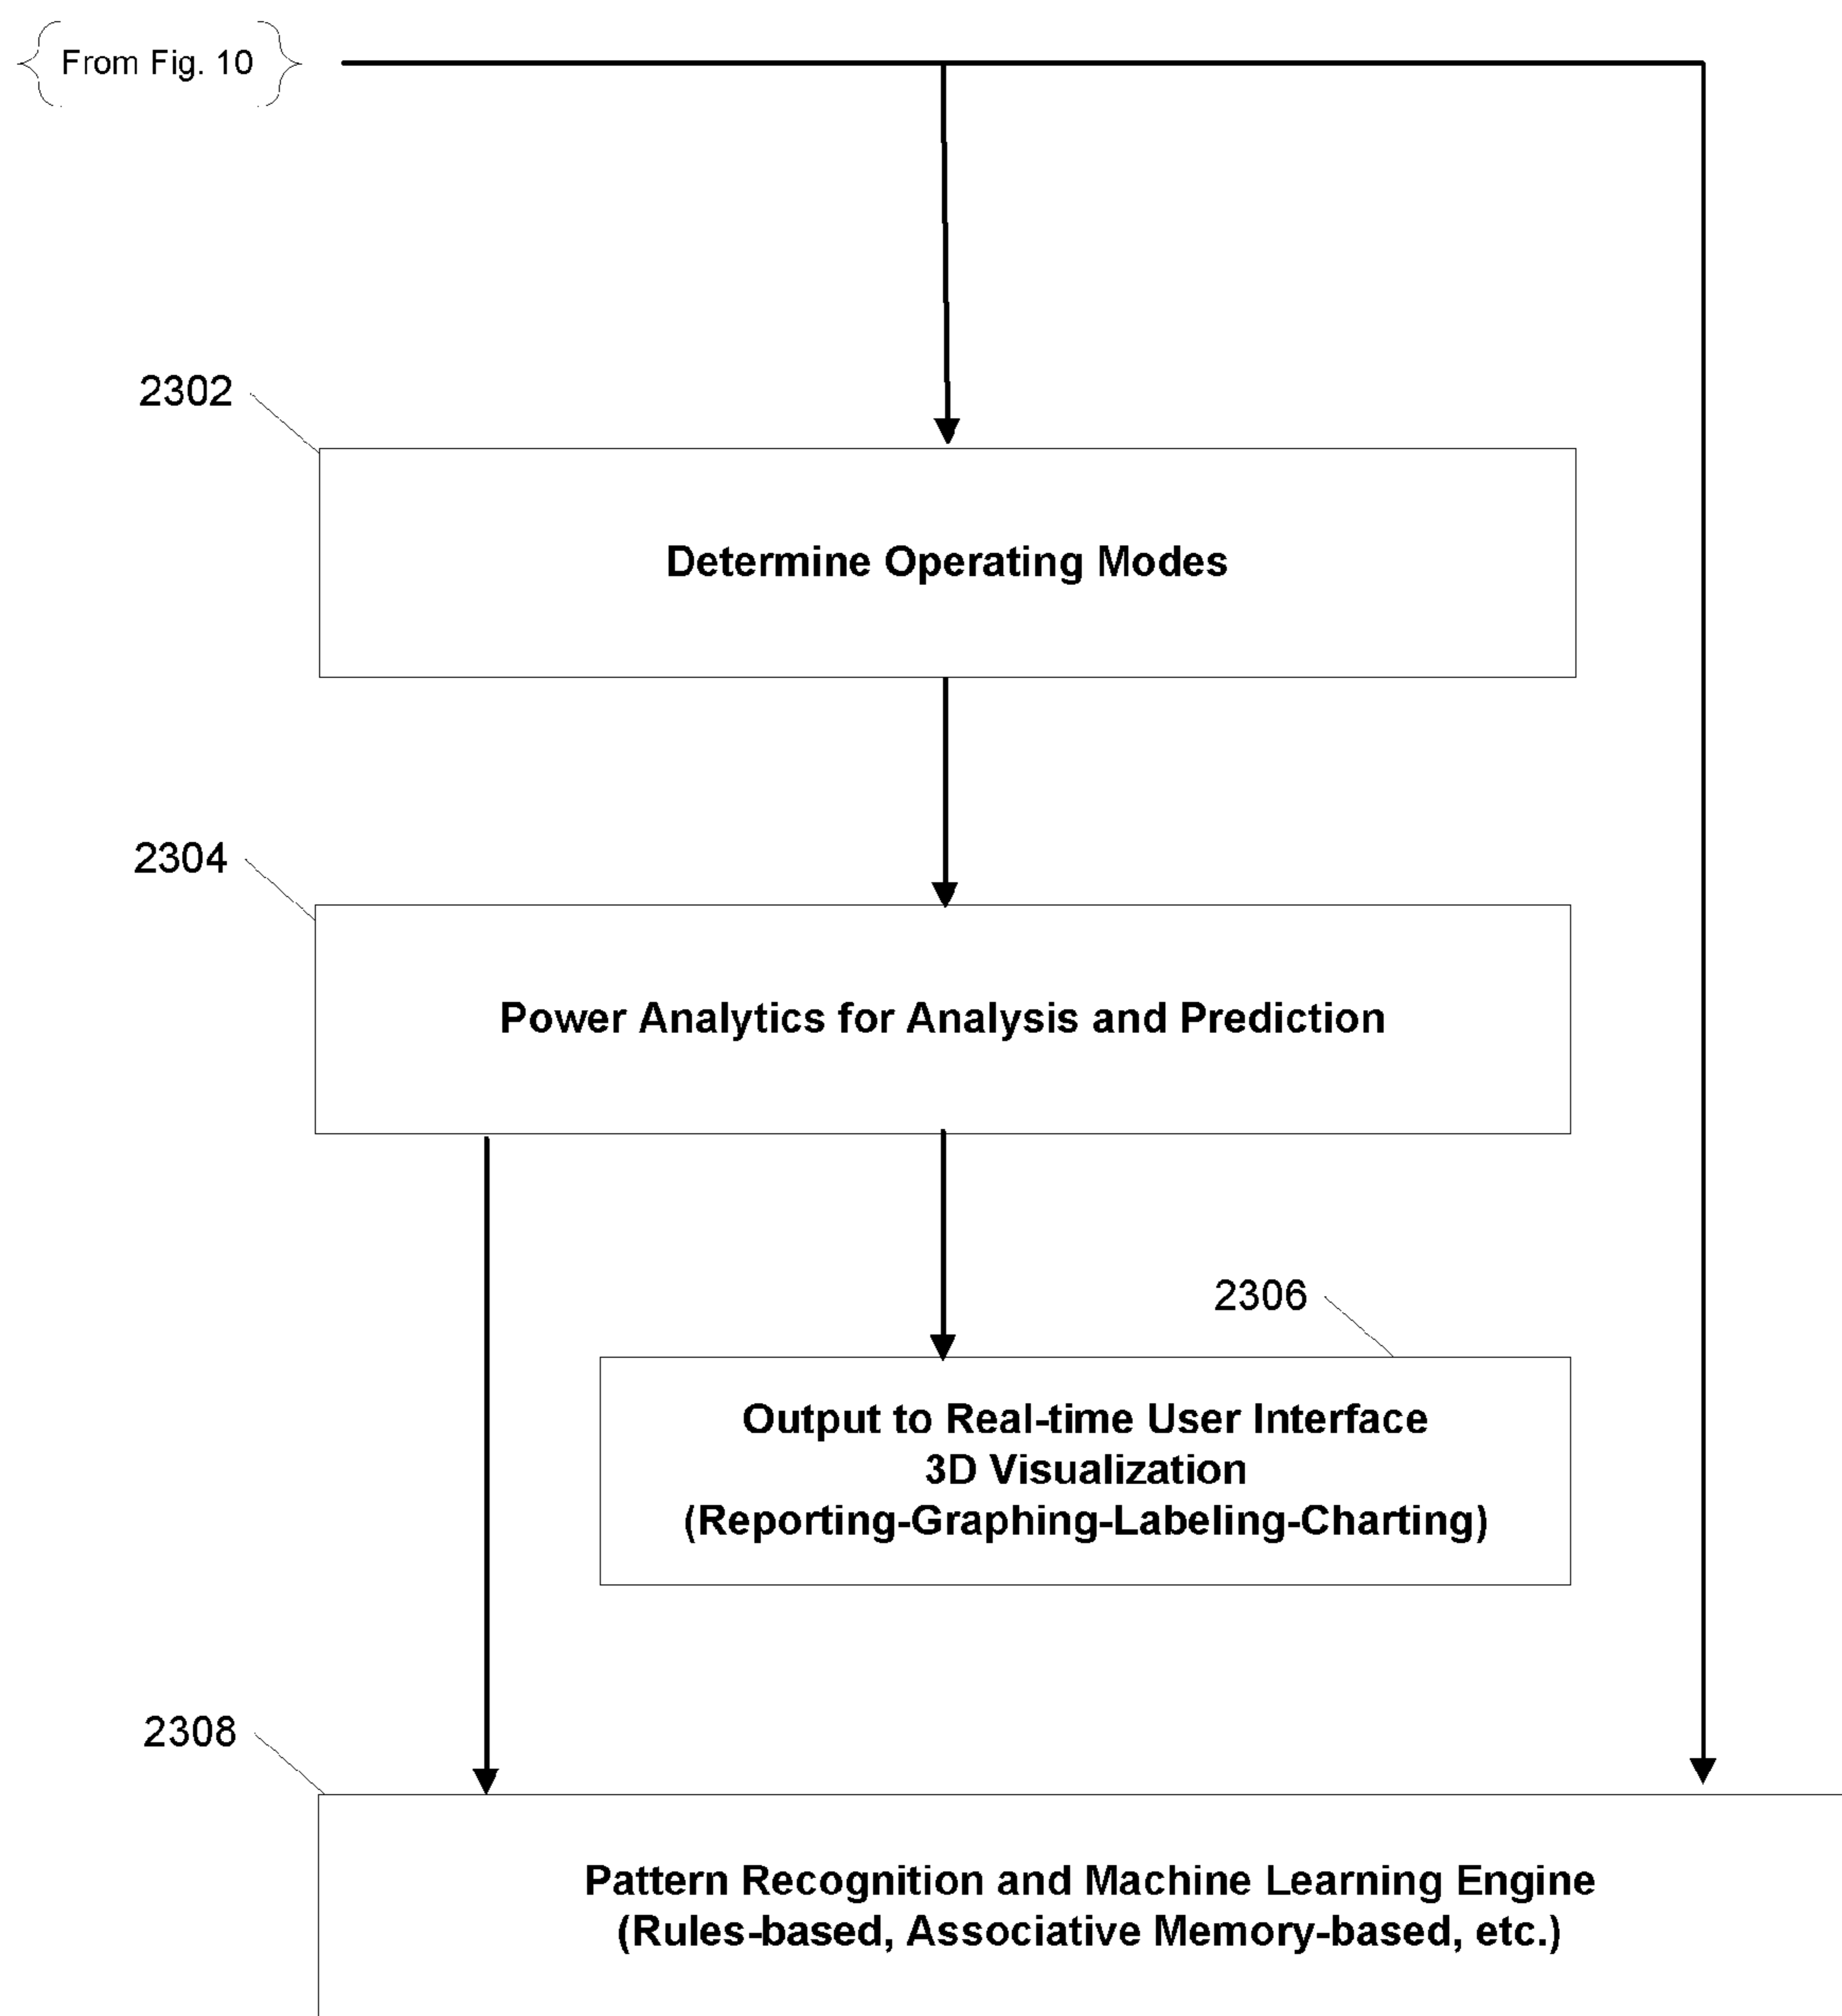 From Fig. 10
2302
Determine Operating Modes
2304
Power Analytics for Analysis and Prediction
2306
Output to Real-time User Interface
3D Visualization
(Reporting-Graphing-Labeling-Charting)
2308
Pattern Recognition and Machine Learning Engine
(Rules-based, Associative Memory-based, etc.)